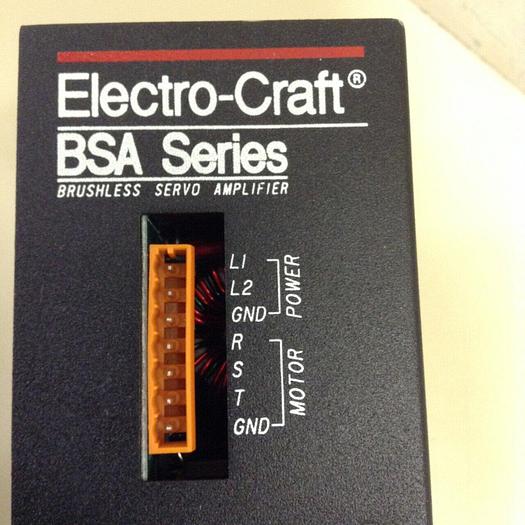 Electro-Craft®
BSA Series
BRUSHLESS SERVO AMPLIFIER
L1
L2
GND
POWER
R
S
T
GND
MOTOR